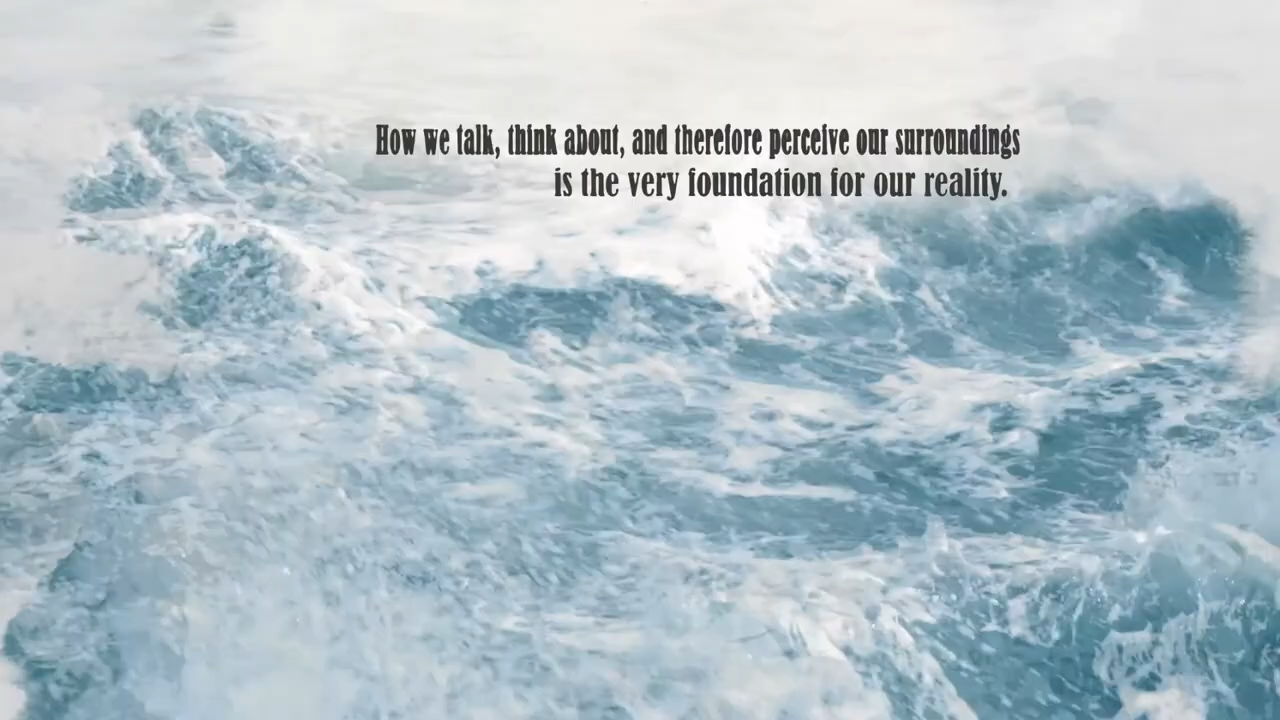 How we talk, think about, and therefore perceive our surroundings
is the very foundation for our reality.